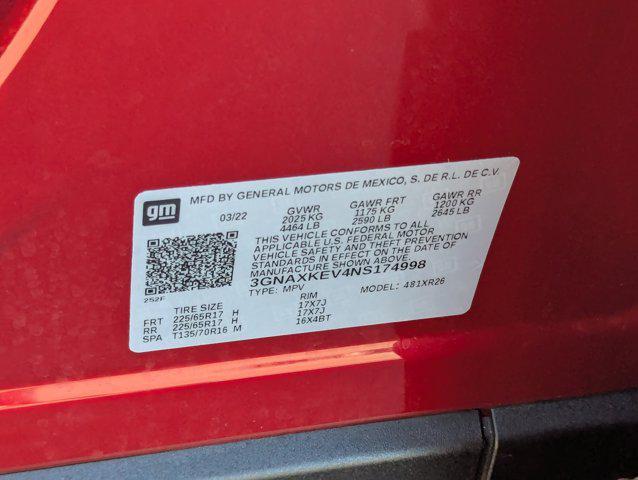 gm
MFD BY GENERAL MOTORS DE MEXICO, S. DE R.L. DE C.V.
03/22 GVWR GAWR FRT GAWR RR
2025 KG 1175 KG 1200 KG
4464 LB 2590 LB 2645 LB
THIS VEHICLE CONFORMS TO ALL
APPLICABLE U.S. FEDERAL MOTOR
VEHICLE SAFETY AND THEFT PREVENTION
STANDARDS IN EFFECT ON THE DATE OF
MANUFACTURE SHOWN ABOVE.
3GNAXKEV4NS174998
TYPE: MPV MODEL: 481XR26
252F
TIRE SIZE RIM
FRT 225/65R17 H 17X7J
RR 225/65R17 H 17X7J
SPA T135/70R16 M 16X4BT